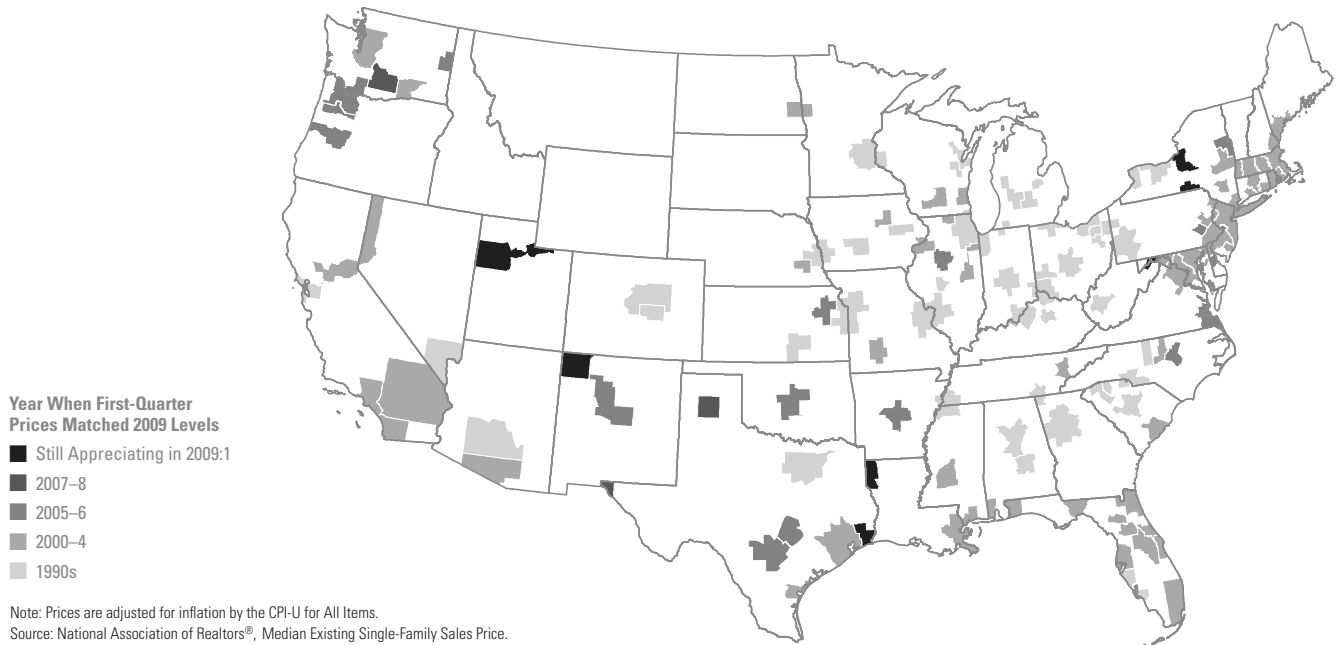 Year When First-Quarter
Prices Matched 2009 Levels
Still Appreciating in 2009:1
2007–8
2005–6
2000–4
1990s
Note: Prices are adjusted for inflation by the CPI-U for All Items.
Source: National Association of Realtors®, Median Existing Single-Family Sales Price.